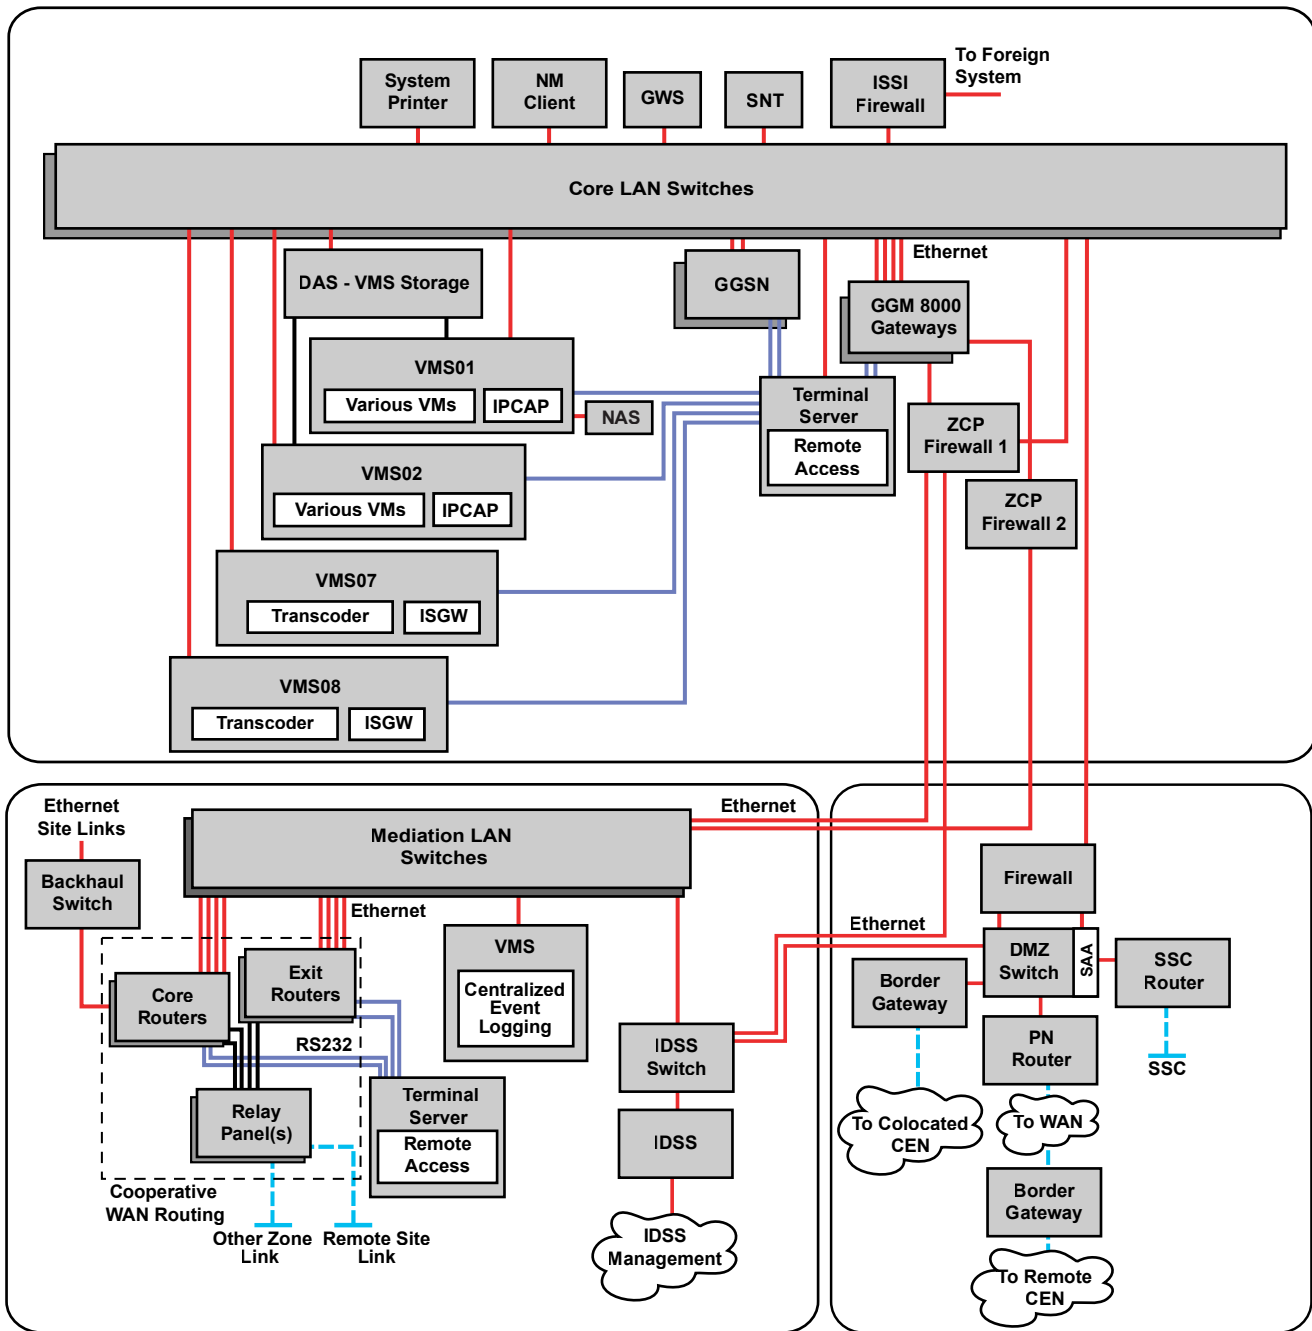 To Foreign
System
System
Printer
NM
Client
GWS
SNT
ISSI
Firewall
Core LAN Switches
Ethernet
DAS - VMS Storage
GGSN
GGM 8000
Gateways
VMS01
Various VMs
IPCAP
NAS
Terminal
Server
Remote
Access
ZCP
Firewall 1
VMS02
Various VMs
IPCAP
ZCP
Firewall 2
VMS07
Transcoder
ISGW
VMS08
Transcoder
ISGW
Ethernet
Site Links
Ethernet
Mediation LAN
Switches
Backhaul
Switch
Ethernet
VMS
Centralized
Event
Logging
Exit
Routers
Core
Routers
RS232
Relay
Panel(s)
Terminal
Server
Remote
Access
Cooperative
WAN Routing
Other Zone
Link
Remote Site
Link
IDSS
Switch
IDSS
IDSS
Management
Firewall
Ethernet
DMZ
Switch
SAA
SSC
Router
Border
Gateway
PN
Router
SSC
To Colocated
CEN
To WAN
Border
Gateway
To Remote
CEN